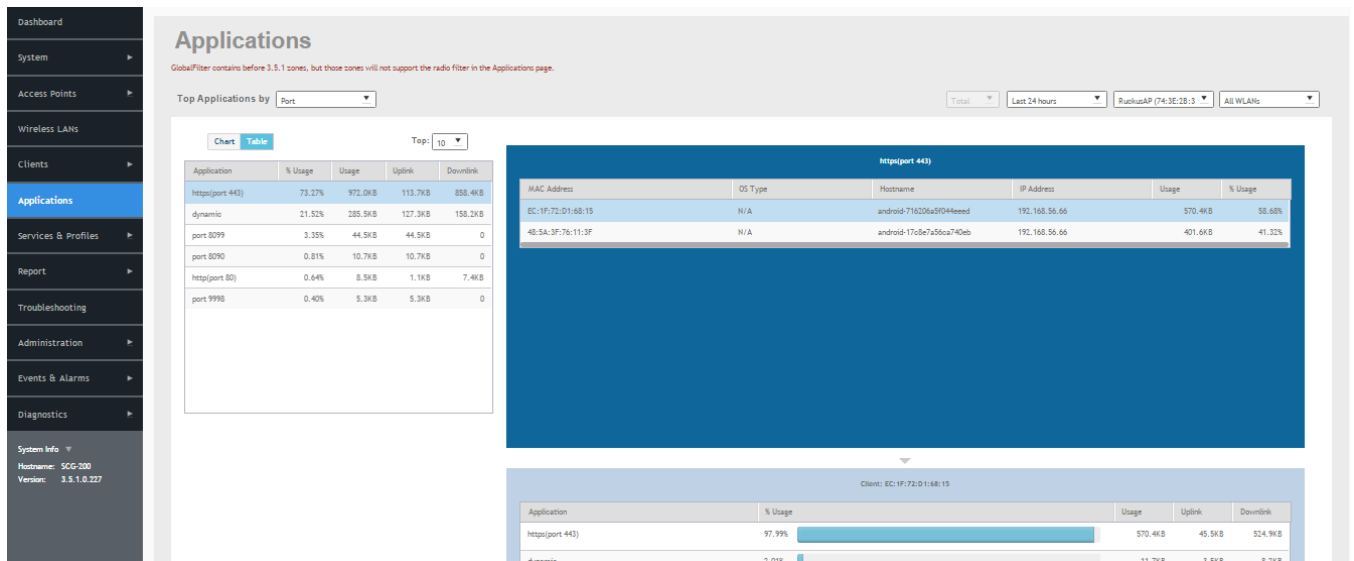 Dashboard
System
Access Points
Wireless LANs
Clients
Applications
Services & Profiles
Report
Troubleshooting
Administration
Events & Alarms
Diagnostics
System Info
Hostname: SCG-200
Version: 3.5.1.0.227
Applications
GlobalFilter contains before 3.5.1 zones, but those zones will not support the radio filter in the Applications page.
Top Applications by Port Total Last 24 hours RuckusAP (74:3E:2B:3 All WLANs
Chart Table Top: 10
Application % Usage Usage Uplink Downlink
https(port 443) 73.27% 972.0KB 113.7KB 858.4KB
dynamic 21.52% 285.5KB 127.3KB 158.2KB
port 8099 3.35% 44.5KB 44.5KB 0
port 8090 0.81% 10.7KB 10.7KB 0
http(port 80) 0.64% 8.5KB 1.1KB 7.4KB
port 9998 0.40% 5.3KB 5.3KB 0
https(port 443)
MAC Address OS Type Hostname IP Address Usage % Usage
EC:1F:72:D1:68:15 N/A android-716206a5f044eeed 192.168.56.66 570.4KB 58.68%
48:5A:3F:76:11:3F N/A android-17c8e7a56ca740eb 192.168.56.66 401.6KB 41.32%
Client: EC:1F:72:D1:68:15
Application % Usage Usage Uplink Downlink
https(port 443) 97.99% 570.4KB 45.5KB 524.9KB
dynamic 2.01% 11.7KB 3.5KB 8.2KB